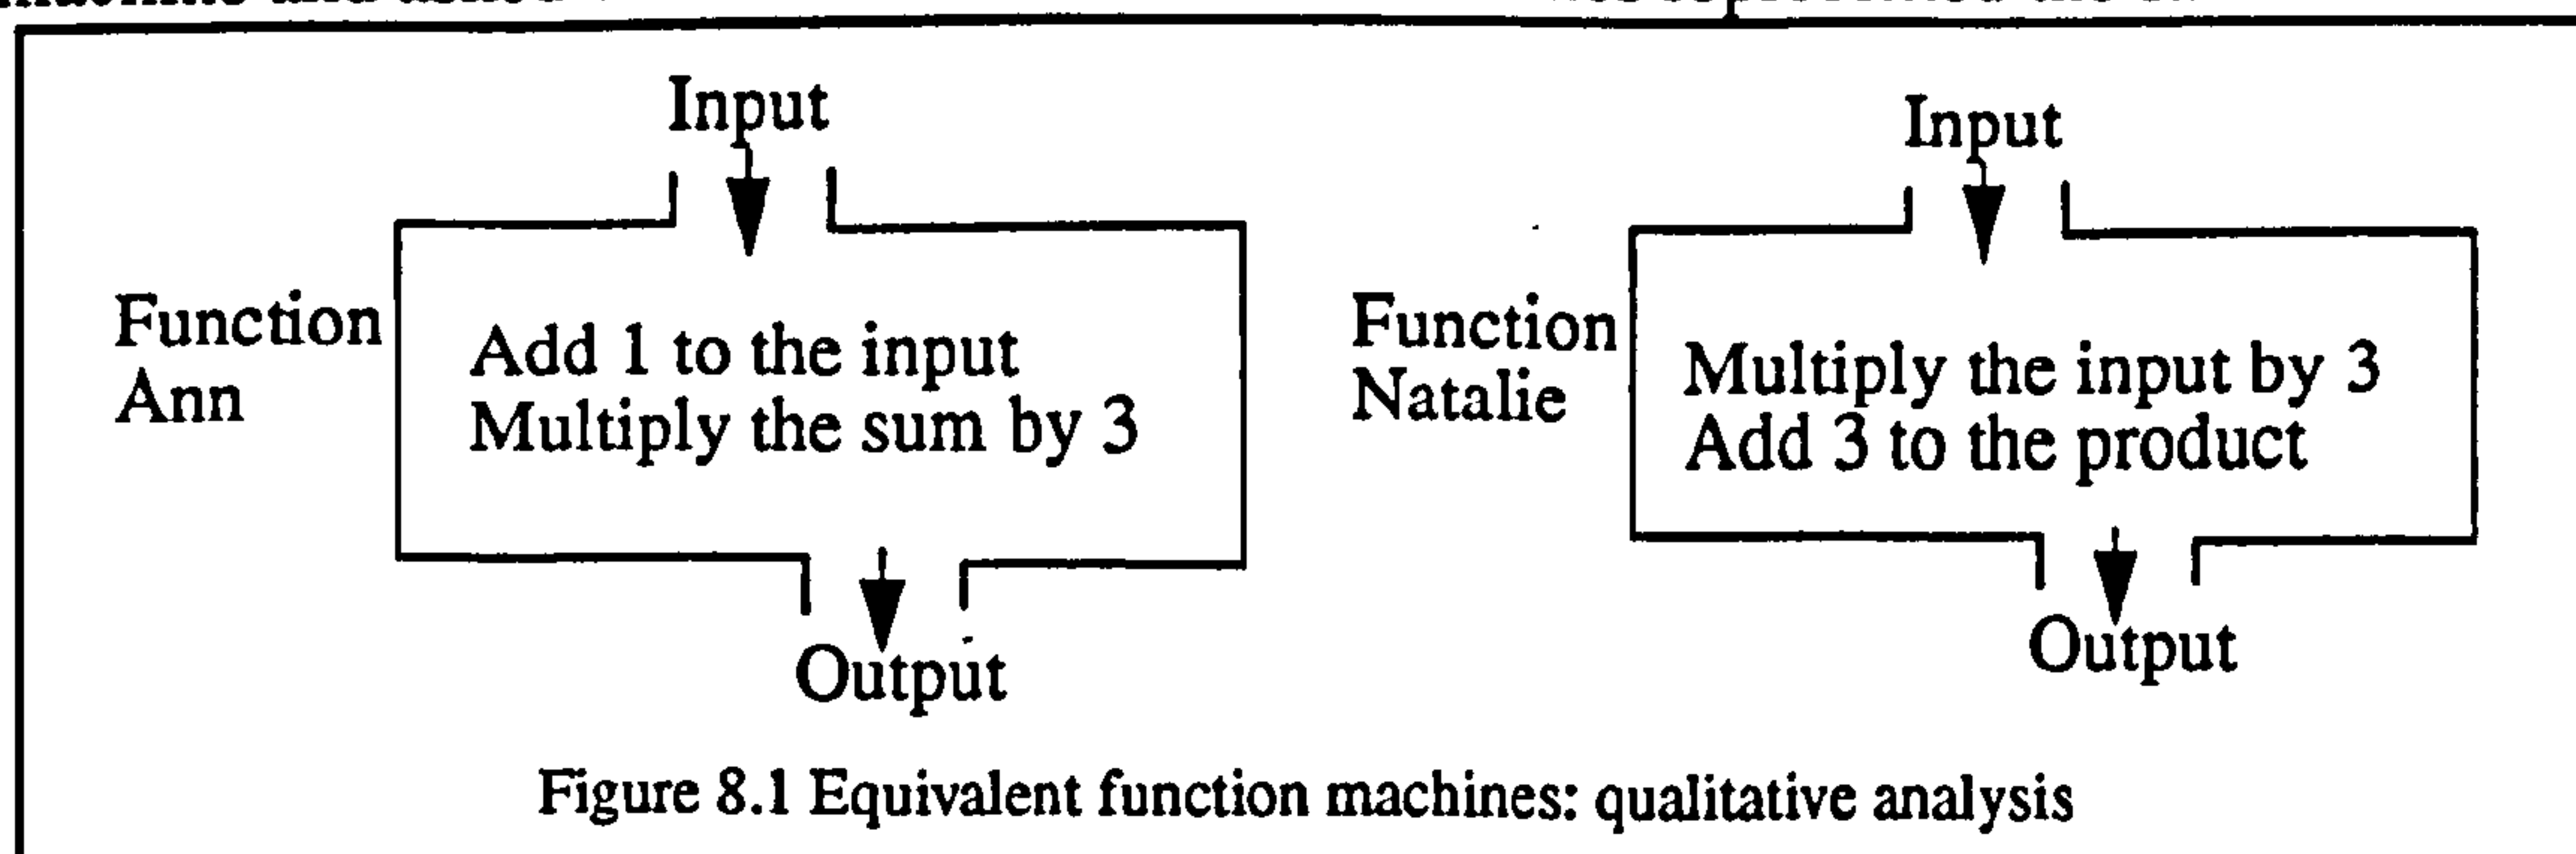 Input
Function
Ann
Add 1 to the input
Multiply the sum by 3
Output
Input
Function
Natalie
Multiply the input by 3
Add 3 to the product
Output
Figure 8.1 Equivalent function machines: qualitative analysis